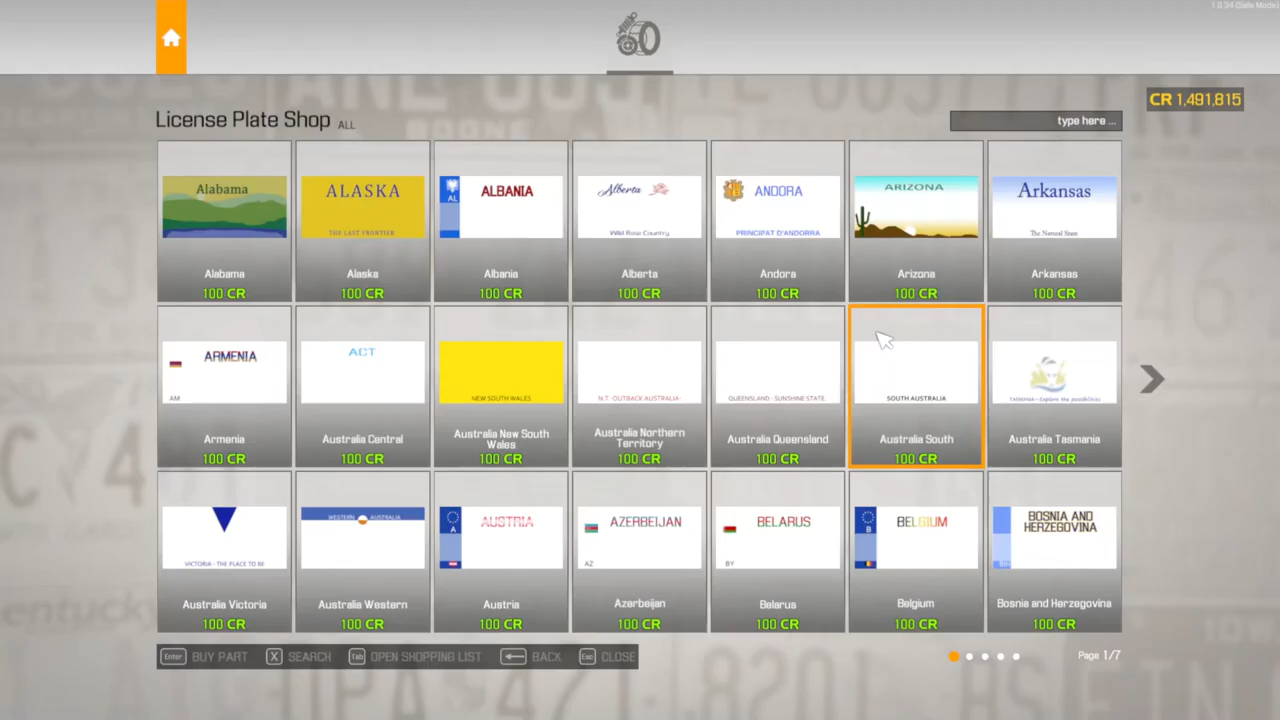 1.0.34 (Safe Mode)
CR 1,491,815
License Plate Shop ALL
type here ...
Alabama
ALASKA
THE LAST FRONTIER
AL
ALBANIA
Alberta
Wild Rose Country
ANDORRA
PRINCIPAT D'ANDORRA
ARIZONA
Arkansas
The Natural State
Alabama
Alaska
Albania
Alberta
Andora
Arizona
Arkansas
100 CR
100 CR
100 CR
100 CR
100 CR
100 CR
100 CR
ARMENIA
AM
ACT
NEW SOUTH WALES
N.T. - OUTBACK AUSTRALIA
QUEENSLAND - SUNSHINE STATE
SOUTH AUSTRALIA
TASMANIA - Explore the possibilities
Armenia
Australia Central
Australia New South
Wales
Australia Northern
Territory
Australia Queensland
Australia South
Australia Tasmania
100 CR
100 CR
100 CR
100 CR
100 CR
100 CR
100 CR
VICTORIA - THE PLACE TO BE
WESTERN AUSTRALIA
A
AUSTRIA
AZERBEIJAN
AZ
BELARUS
BY
B
BELGIUM
BOSNIA AND
HERZEGOVINA
BIH
Australia Victoria
Australia Western
Austria
Azerbeijan
Belarus
Belgium
Bosnia and Herzegovina
100 CR
100 CR
100 CR
100 CR
100 CR
100 CR
100 CR
Enter BUY PART X SEARCH Tab OPEN SHOPPING LIST BACK Esc CLOSE
Page 1/7